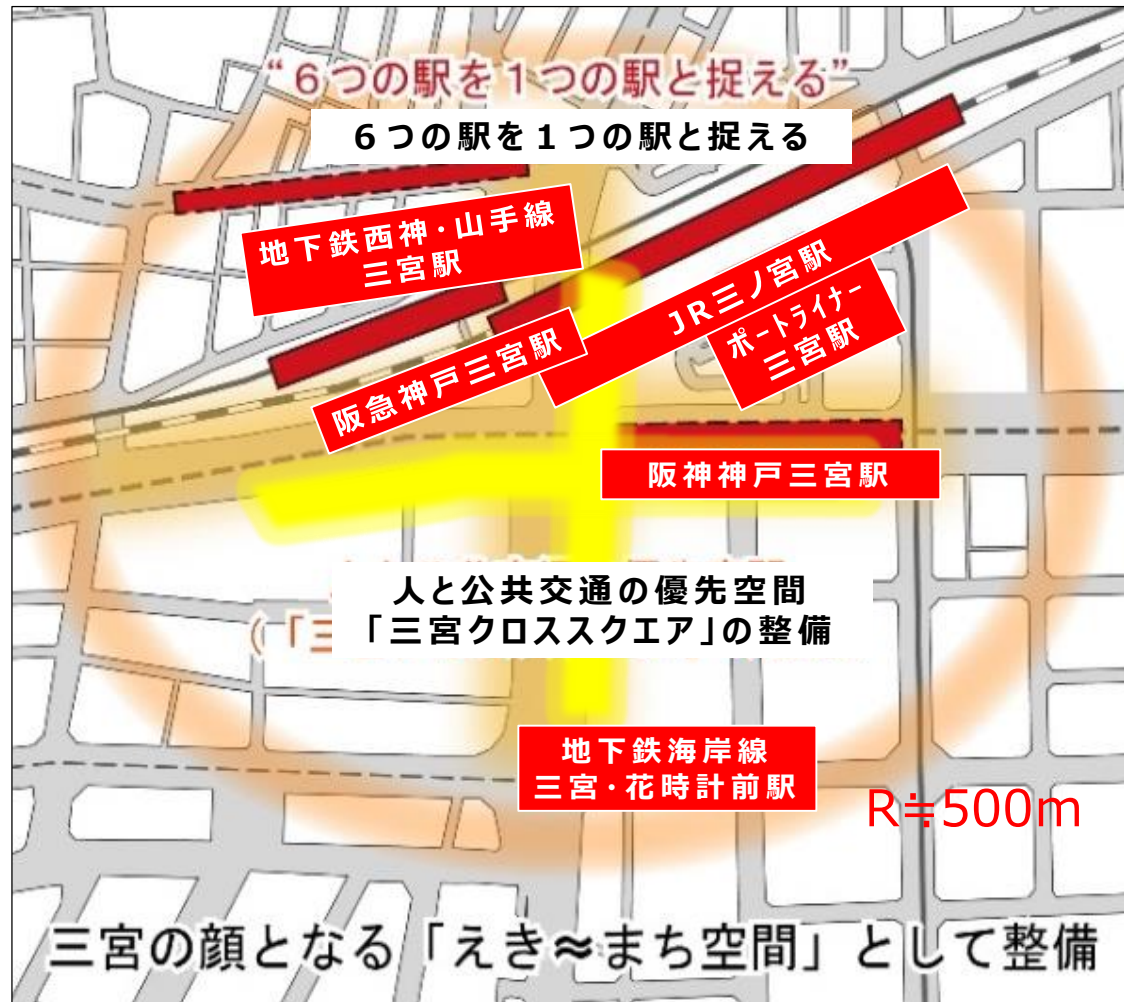 “６つの駅を１つの駅と捉える”
６つの駅を１つの駅と捉える
地下鉄西神･山手線
三宮駅
JR三ノ宮駅
ポートライナー
三宮駅
阪急神戸三宮駅
阪神神戸三宮駅
人と公共交通の優先空間
「三宮クロススクエア」の整備
（「三
地下鉄海岸線
三宮･花時計前駅
R≒500m
三宮の顔となる「えき≈まち空間」として整備